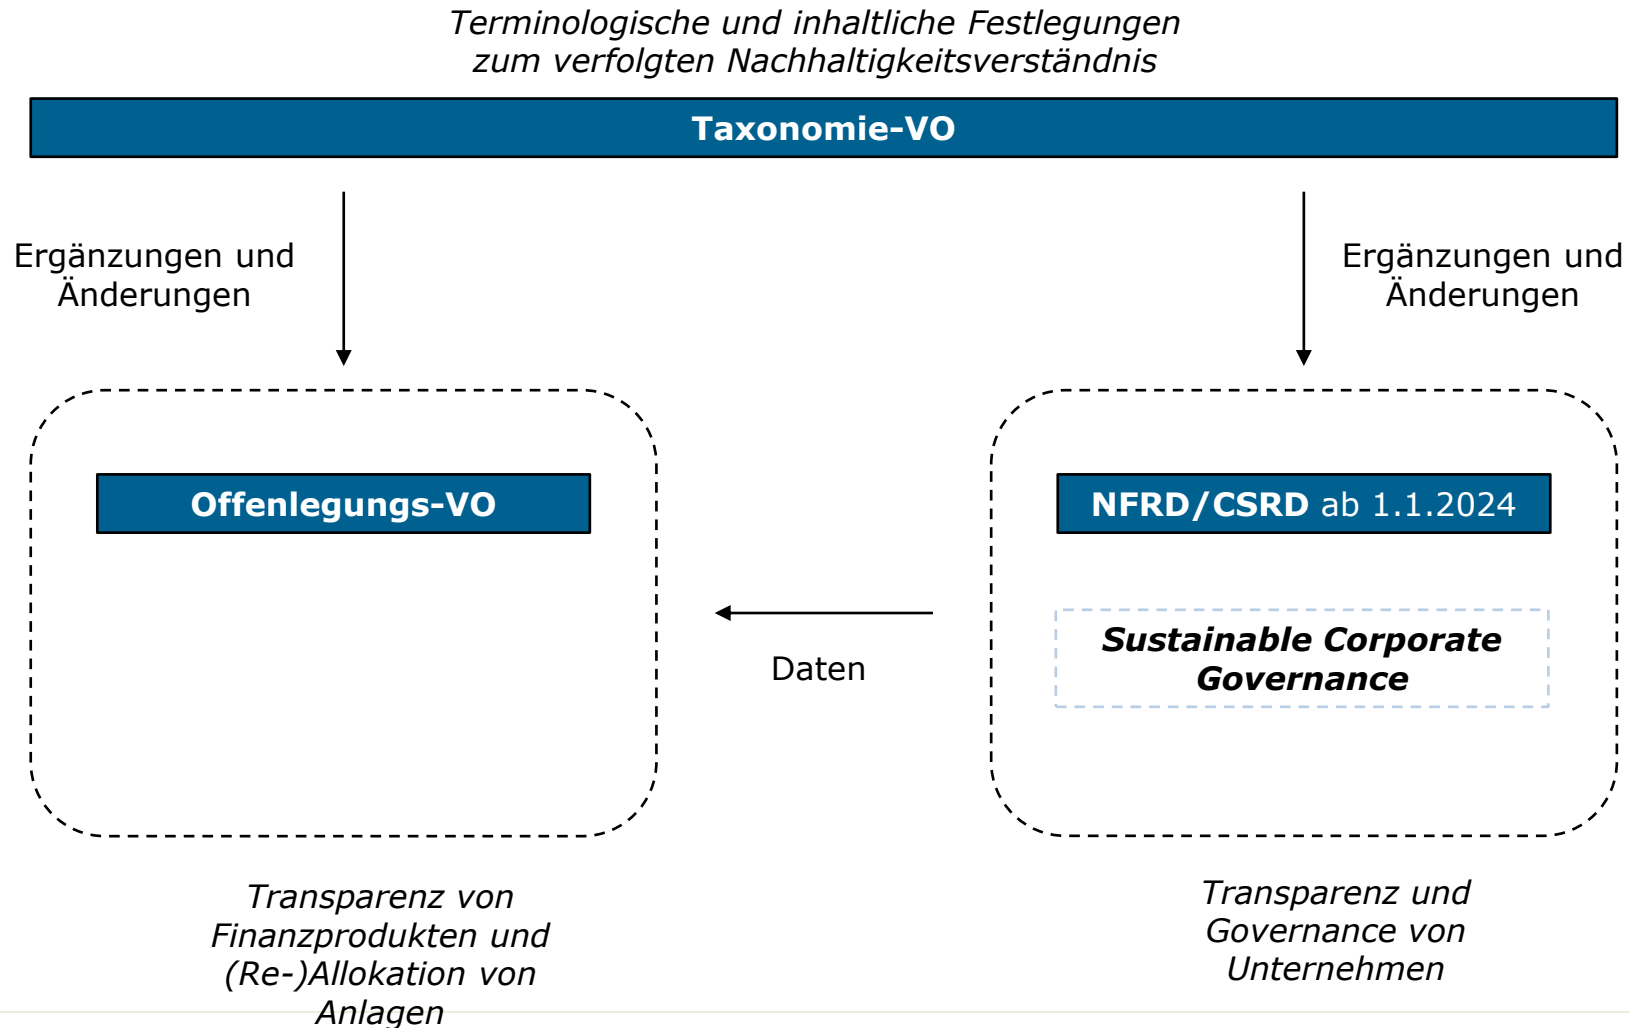 Terminologische und inhaltliche Festlegungen
zum verfolgten Nachhaltigkeitsverständnis
Taxonomie-VO
Ergänzungen und
Änderungen
Ergänzungen und
Änderungen
Offenlegungs-VO
NFRD/CSRD ab 1.1.2024
Daten
Sustainable Corporate
Governance
Transparenz von
Finanzprodukten und
(Re-)Allokation von
Anlagen
Transparenz und
Governance von
Unternehmen